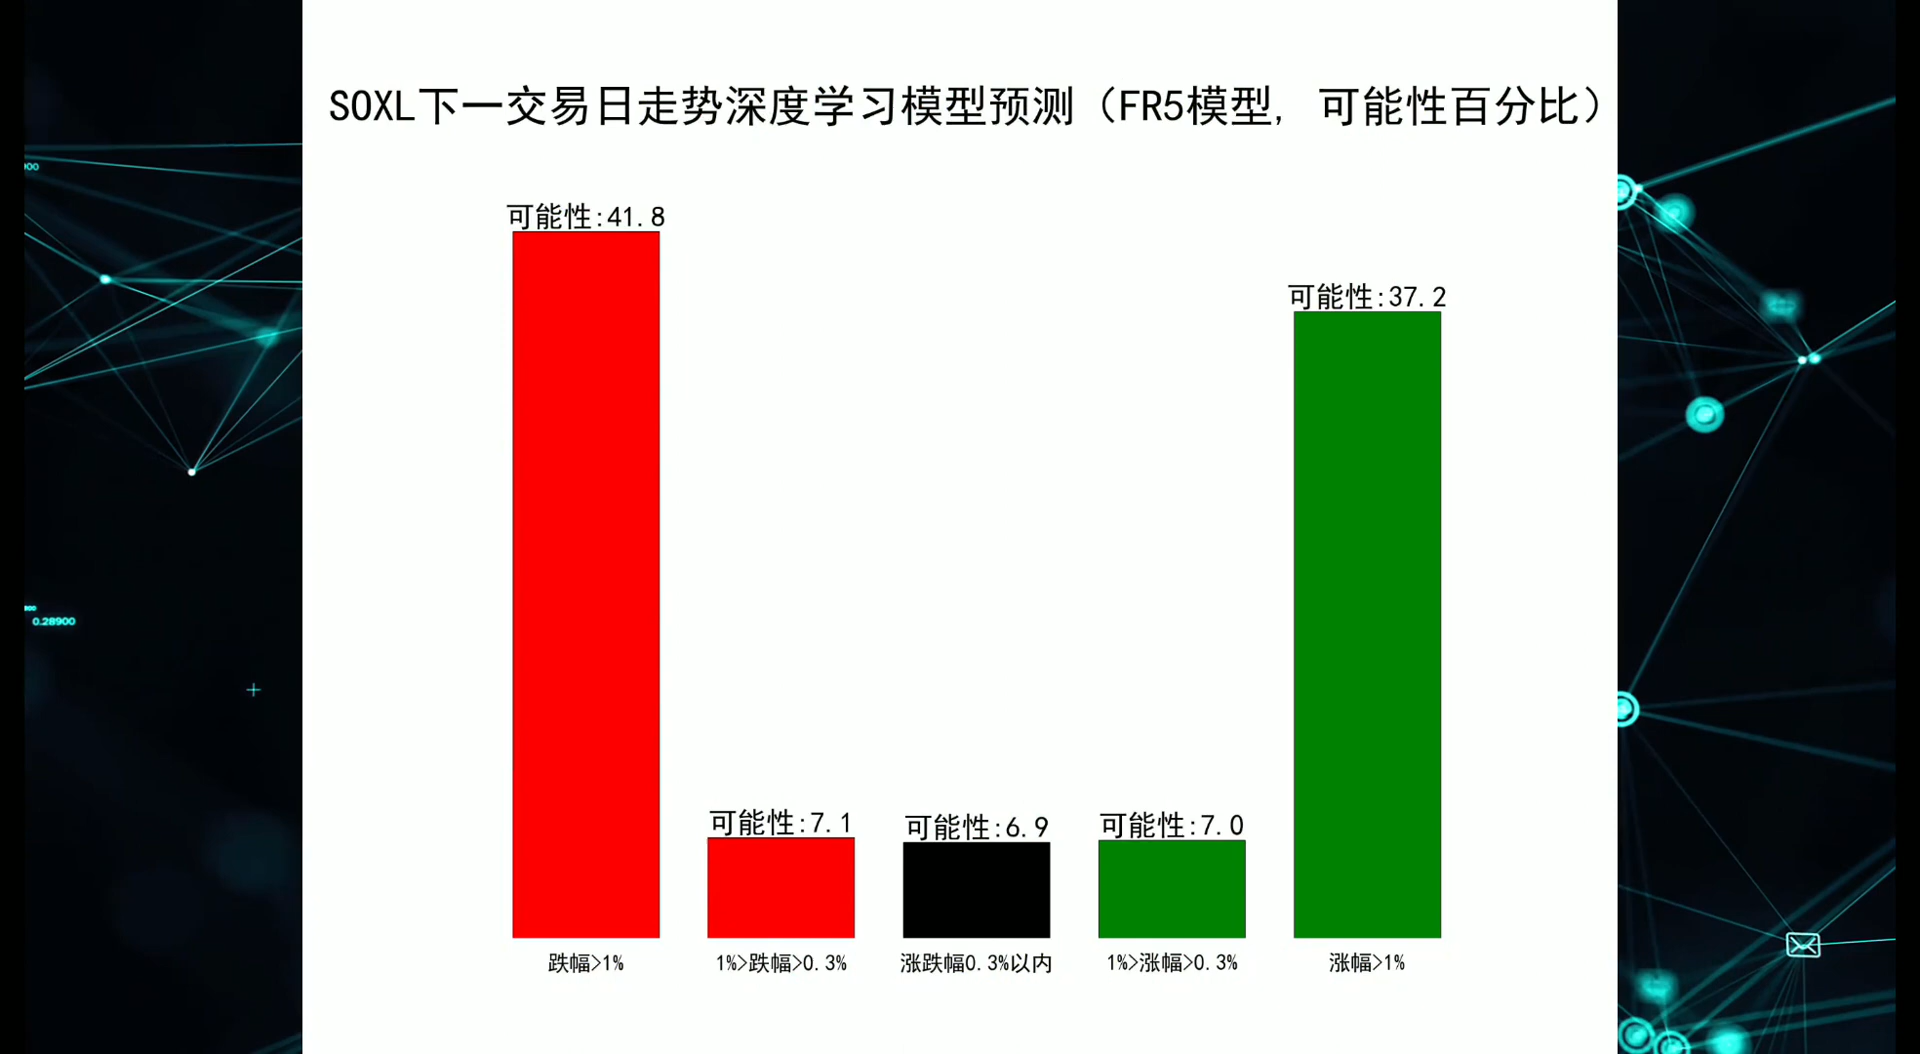 SOXL下一交易日走势深度学习模型预测（FR5模型, 可能性百分比）
可能性:41.8
可能性:37.2
可能性:7.1
可能性:6.9
可能性:7.0
跌幅>1%
1%>跌幅>0.3%
涨跌幅0.3%以内
1%>涨幅>0.3%
涨幅>1%
0.28900